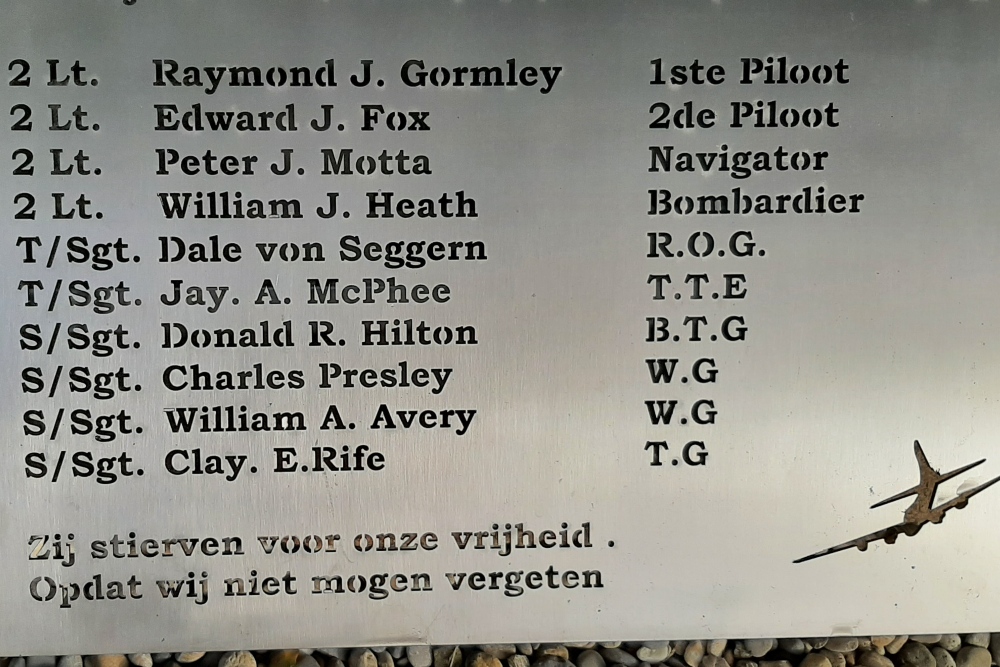 2 Lt. Raymond J. Gormley 1ste Piloot
2 Lt. Edward J. Fox 2de Piloot
2 Lt. Peter J. Motta Navigator
2 Lt. William J. Heath Bombardier
T/Sgt. Dale von Seggern R.O.G.
T/Sgt. Jay. A. McPhee T.T.E
S/Sgt. Donald R. Hilton B.T.G
S/Sgt. Charles Presley W.G
S/Sgt. William A. Avery W.G
S/Sgt. Clay. E.Rife T.G
Zij stierven voor onze vrijheid .
Opdat wij niet mogen vergeten